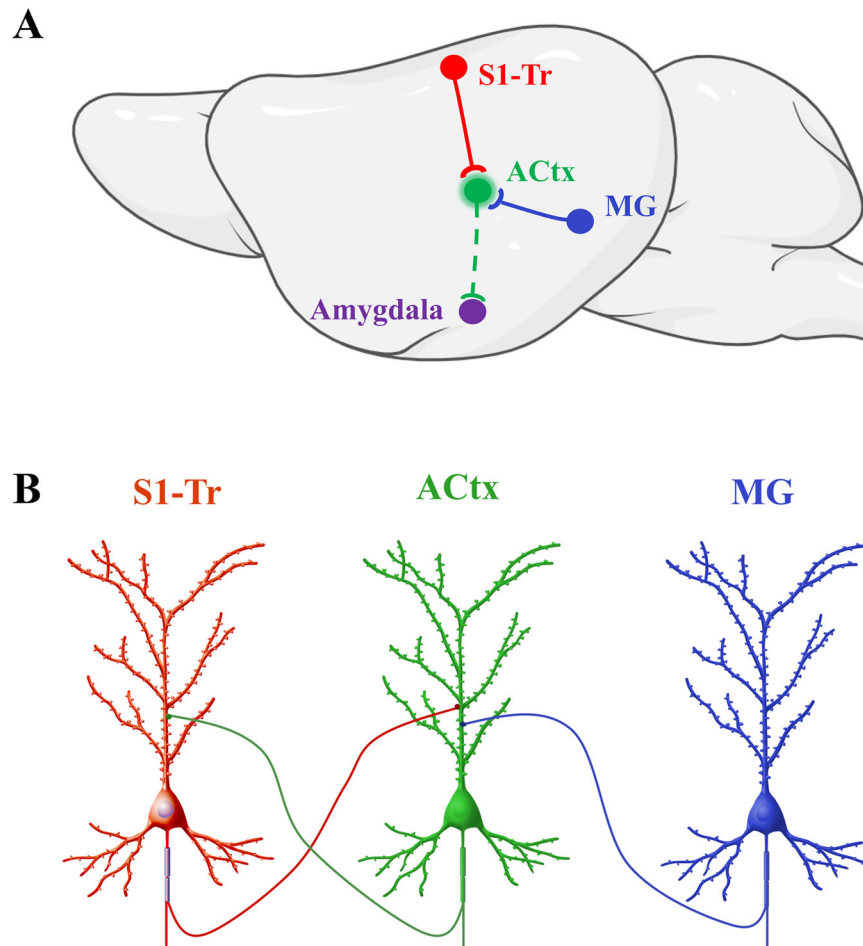 A
S1-Tr
ACtx
MG
Amygdala
B
S1-Tr
ACtx
MG